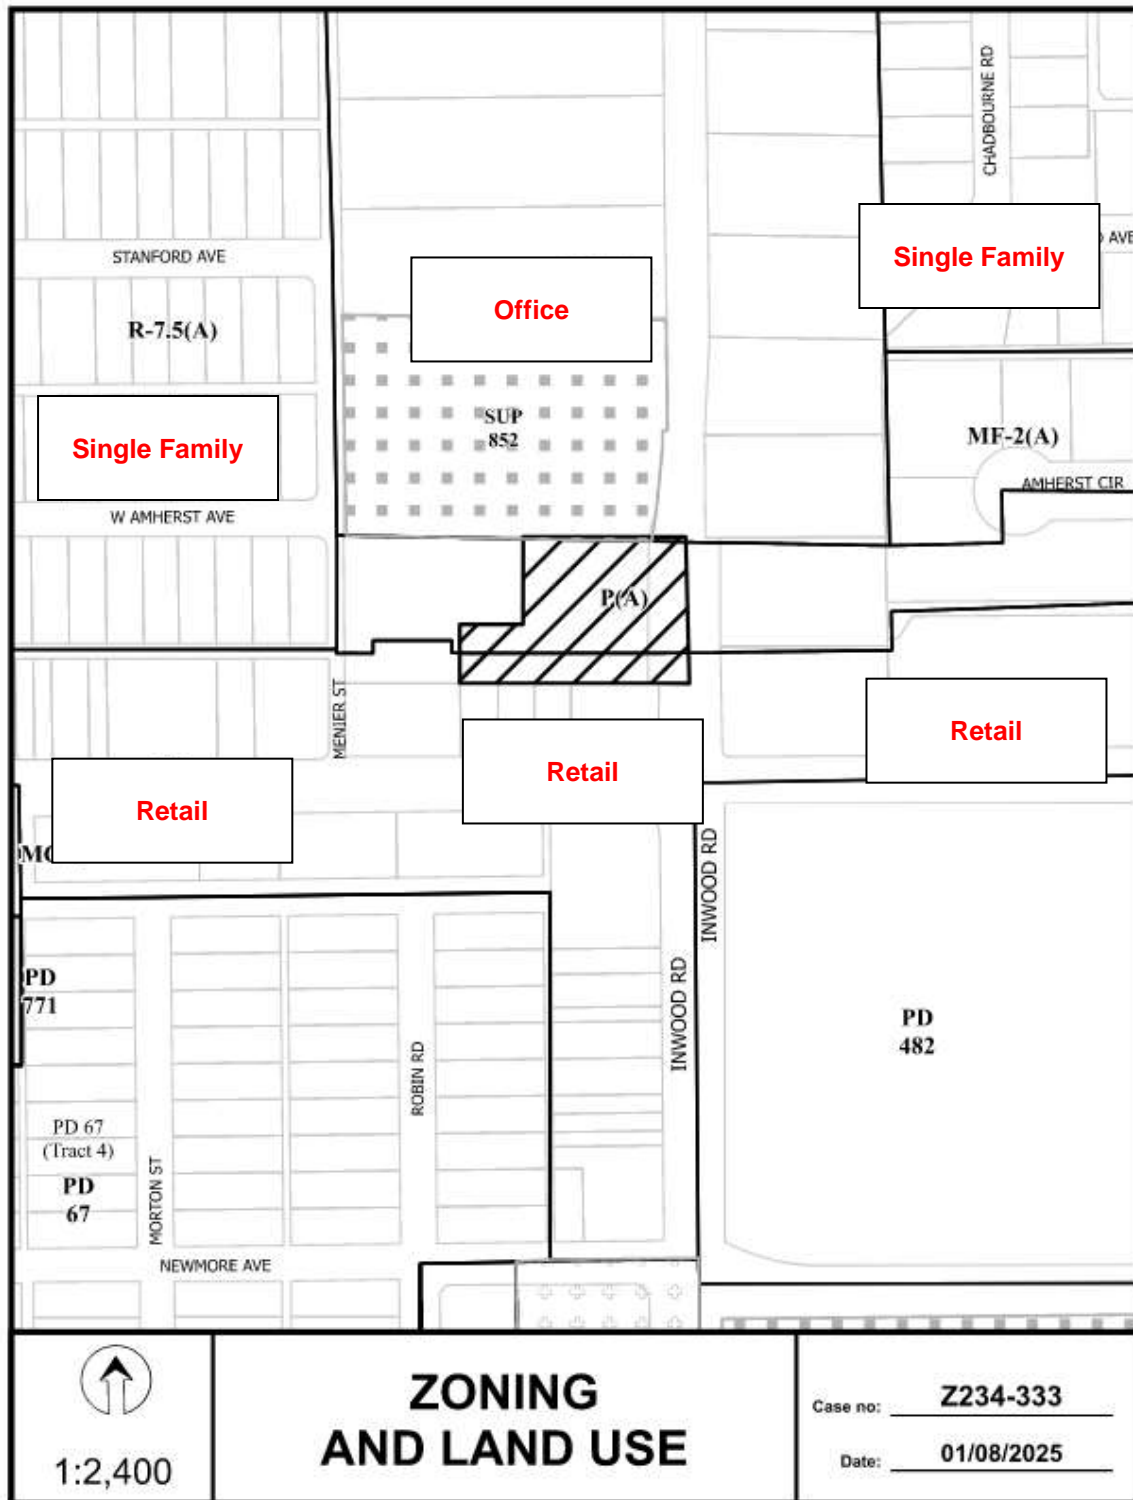 CHADBOURNE RD
STANFORD AVE
AVE
Single Family
Office
R-7.5(A)
SUP
852
MF-2(A)
Single Family
AMHERST CIR
W AMHERST AVE
P(A)
MENIER ST
Retail
Retail
Retail
INWOOD RD
INWOOD RD
PD
771
PD
482
ROBIN RD
PD 67
(Tract 4)
PD
67
MORTON ST
NEWMORE AVE
1:2,400
ZONING
AND LAND USE
Case no: Z234-333
Date: 01/08/2025